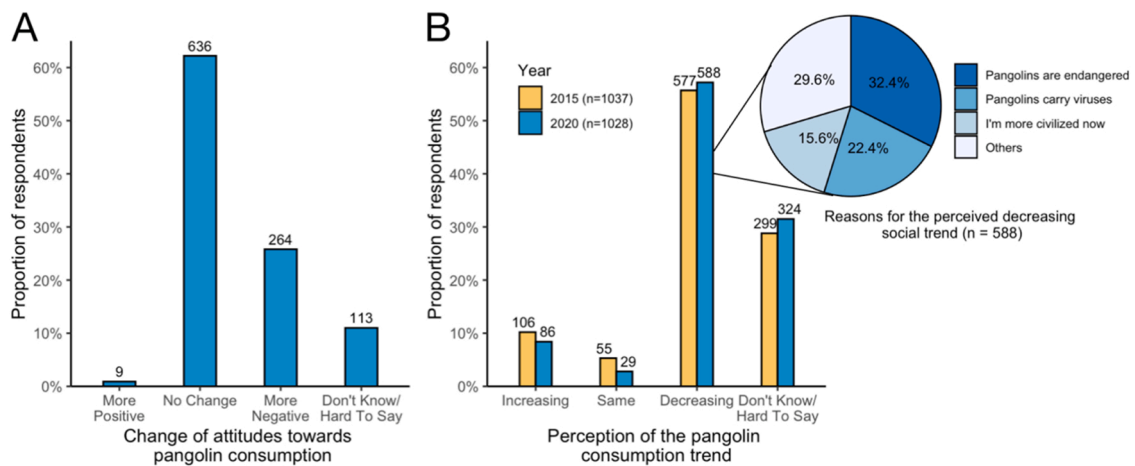 A
Proportion of respondents
60%
50%
40%
30%
20%
10%
0%
9
636
264
113
More
Positive
No Change
More
Negative
Don't Know/
Hard To Say
Change of attitudes towards
pangolin consumption
B
Proportion of respondents
60%
50%
40%
30%
20%
10%
0%
Year
2015 (n=1037)
2020 (n=1028)
106
86
55
29
577
588
299
324
Increasing
Same
Decreasing
Don't Know/
Hard To Say
Perception of the pangolin
consumption trend
29.6%
32.4%
15.6%
22.4%
Pangolins are endangered
Pangolins carry viruses
I'm more civilized now
Others
Reasons for the perceived decreasing
social trend (n = 588)